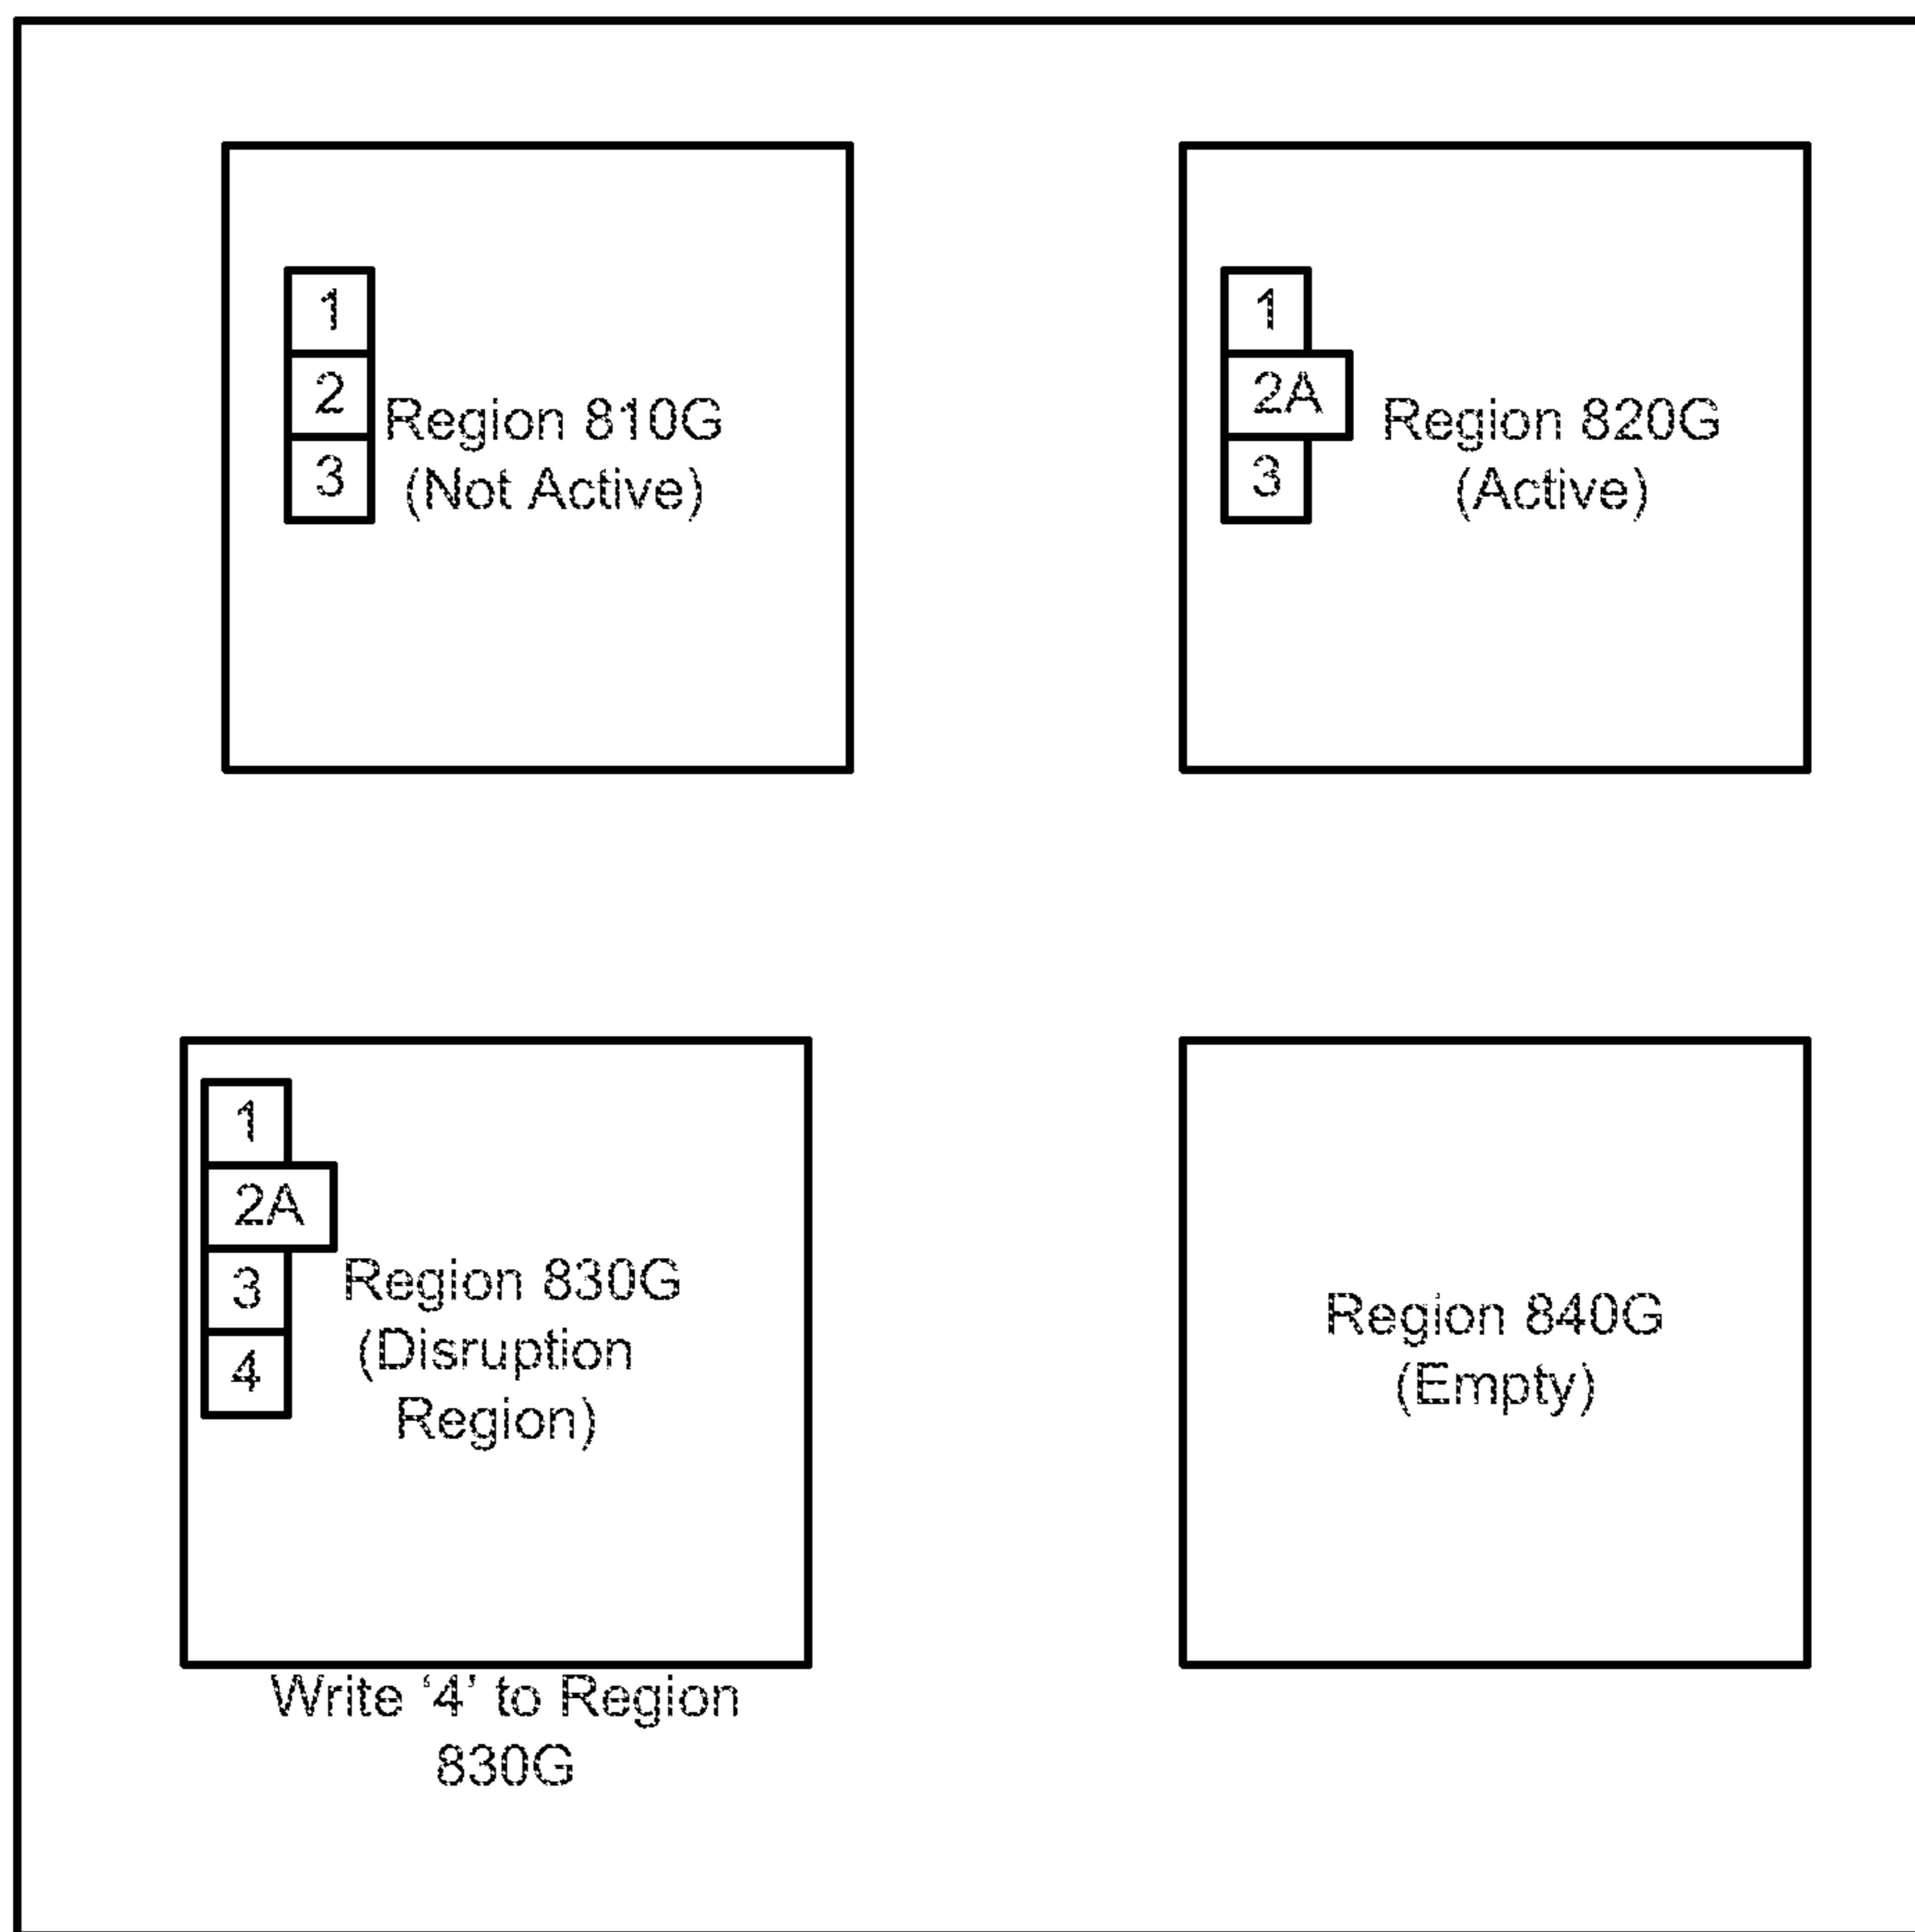 1
2
3
Region 810G
(Not Active)
1
2A
3
Region 820G
(Active)
1
2A
3
4
Region 830G
(Disruption
Region)
Write ‘4’ to Region
830G
Region 840G
(Empty)